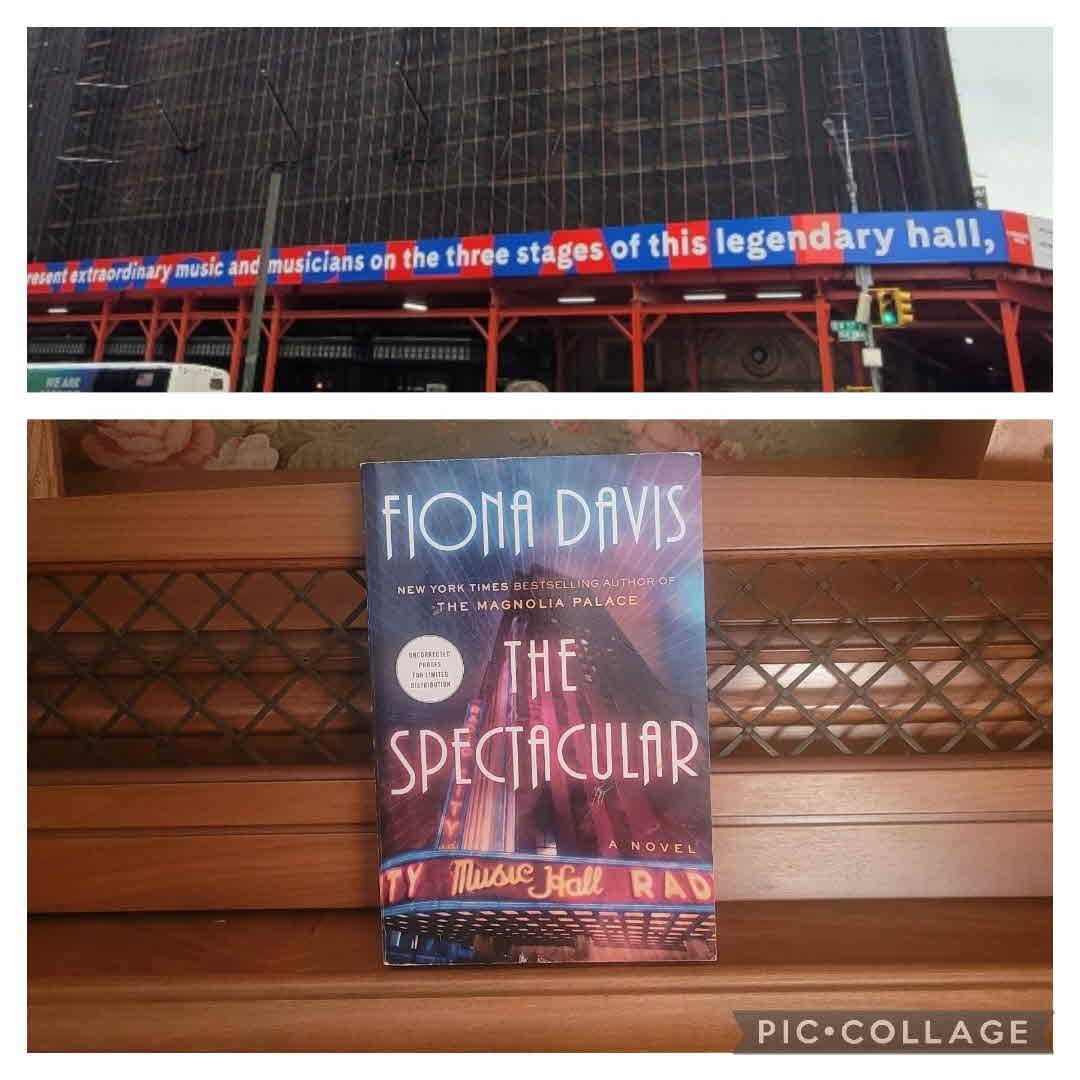 resent extraordinary music and musicians on the three stages of this legendary hall,
WE ARE
FIONA DAVIS
NEW YORK TIMES BESTSELLING AUTHOR OF
THE MAGNOLIA PALACE
UNCORRECTED
PROOFS
FOR LIMITED
DISTRIBUTION
THE
SPECTACULAR
A NOVEL
TY Music Hall RAD
PIC•COLLAGE